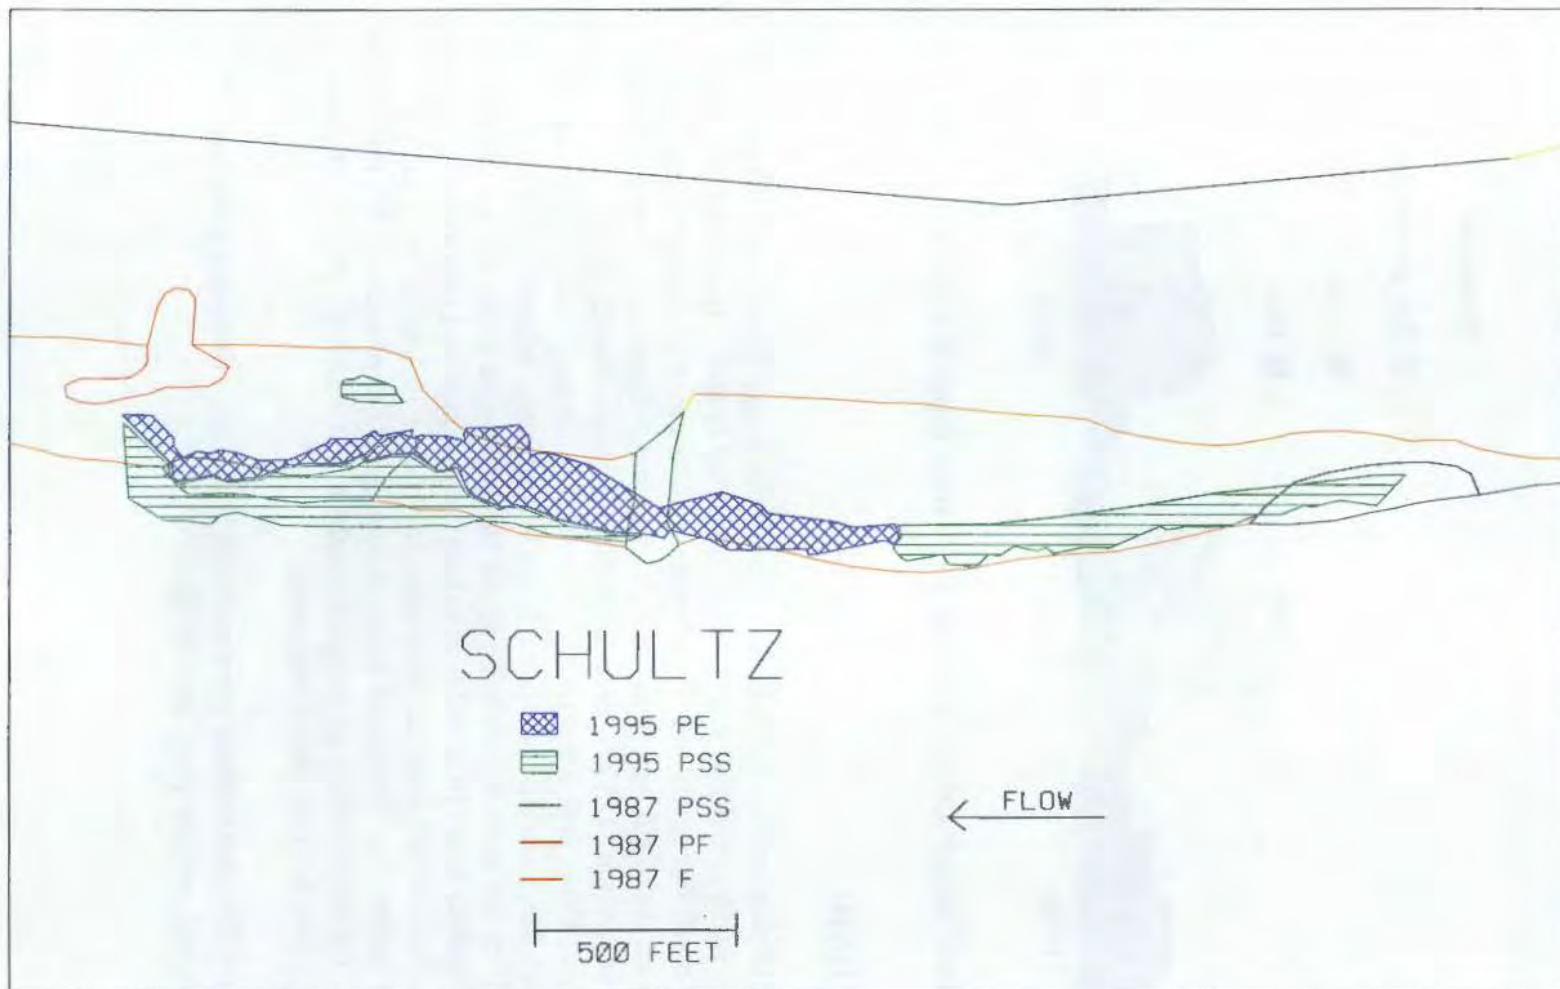 SCHULTZ
1995 PE
1995 PSS
1987 PSS
1987 PF
1987 F
FLOW
500 FEET